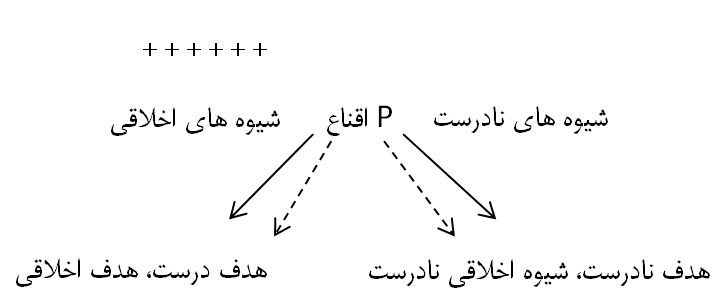 ++++++
شیوه های نادرست P اقناع شیوه های اخلاقی
هدف نادرست، شیوه اخلاقی نادرست هدف درست، هدف اخلاقی